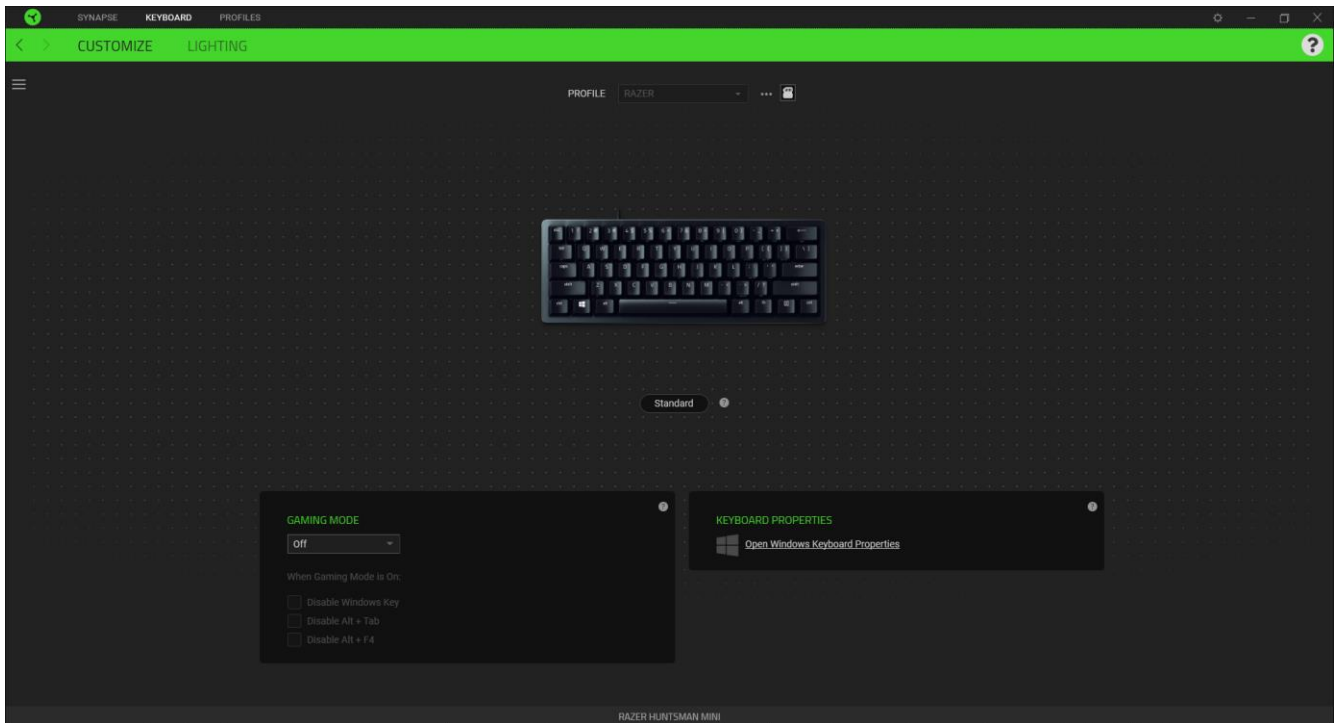 SYNAPSE KEYBOARD PROFILES
CUSTOMIZE LIGHTING
?
PROFILE RAZER
Standard ?
GAMING MODE ?
Off
When Gaming Mode is On:
Disable Windows Key
Disable Alt + Tab
Disable Alt + F4
KEYBOARD PROPERTIES ?
Open Windows Keyboard Properties
RAZER HUNTSMAN MINI